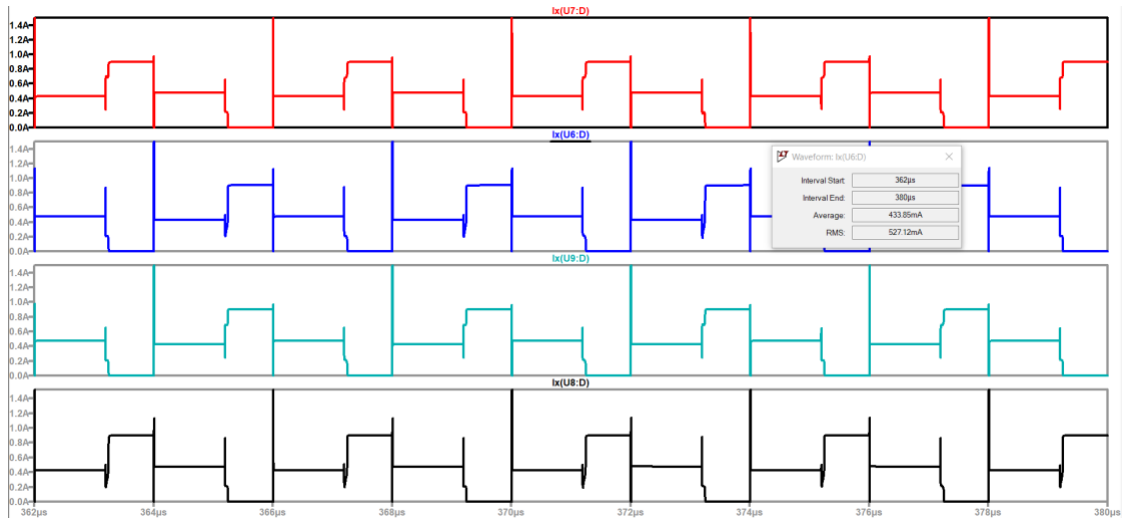 Ix(U7:D)
1.4A
1.2A
1.0A
0.8A
0.6A
0.4A
0.2A
0.0A
Ix(U6:D)
1.4A
1.2A
1.0A
0.8A
0.6A
0.4A
0.2A
0.0A
Waveform: Ix(U6:D)
Interval Start: 362µs
Interval End: 380µs
Average: 433.85mA
RMS: 527.12mA
Ix(U9:D)
1.4A
1.2A
1.0A
0.8A
0.6A
0.4A
0.2A
0.0A
Ix(U8:D)
1.4A
1.2A
1.0A
0.8A
0.6A
0.4A
0.2A
0.0A
362µs 364µs 366µs 368µs 370µs 372µs 374µs 376µs 378µs 380µs